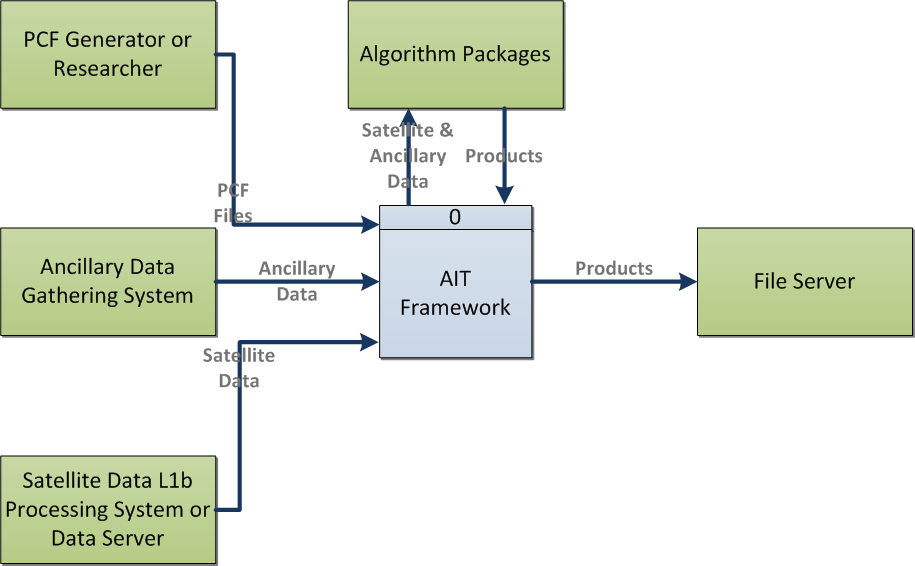 PCF Generator or
Researcher
Algorithm Packages
Satellite &
Ancillary
Data
Products
PCF
Files
0
Ancillary Data
Gathering System
Ancillary
Data
AIT
Framework
Products
File Server
Satellite
Data
Satellite Data L1b
Processing System or
Data Server